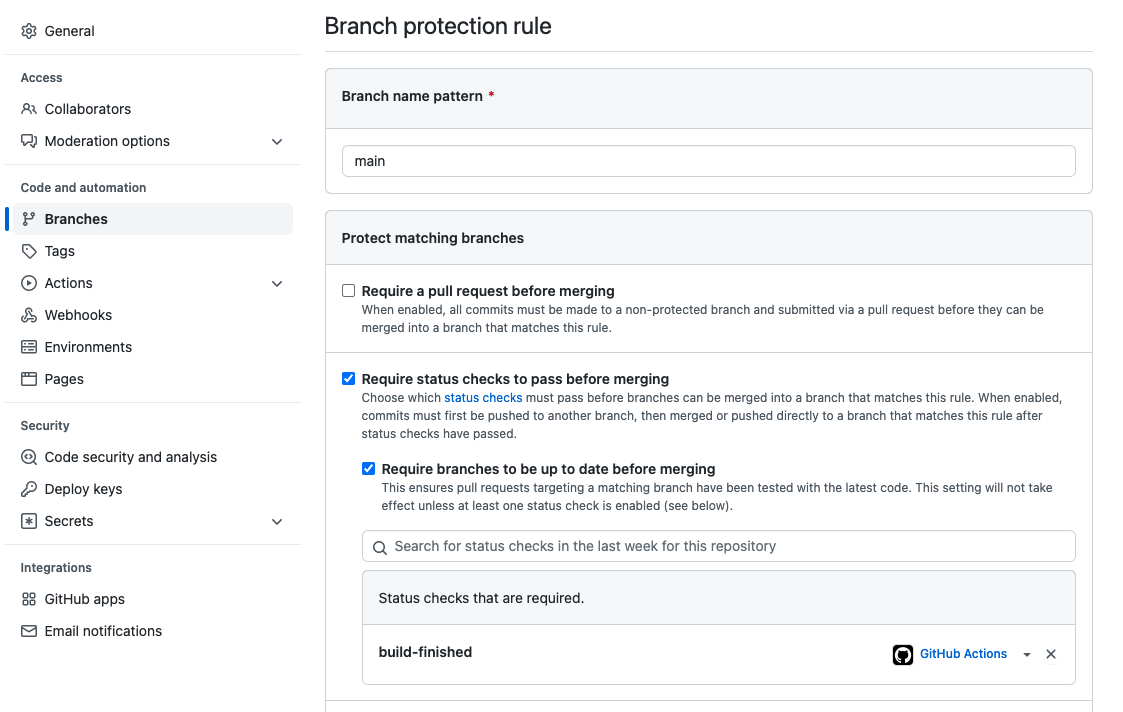 General
Access
Collaborators
Moderation options
Code and automation
Branches
Tags
Actions
Webhooks
Environments
Pages
Security
Code security and analysis
Deploy keys
Secrets
Integrations
GitHub apps
Email notifications
Branch protection rule
Branch name pattern *
main
Protect matching branches
Require a pull request before merging
When enabled, all commits must be made to a non-protected branch and submitted via a pull request before they can be
merged into a branch that matches this rule.
Require status checks to pass before merging
Choose which status checks must pass before branches can be merged into a branch that matches this rule. When enabled,
commits must first be pushed to another branch, then merged or pushed directly to a branch that matches this rule after
status checks have passed.
Require branches to be up to date before merging
This ensures pull requests targeting a matching branch have been tested with the latest code. This setting will not take
effect unless at least one status check is enabled (see below).
Search for status checks in the last week for this repository
Status checks that are required.
build-finished
GitHub Actions